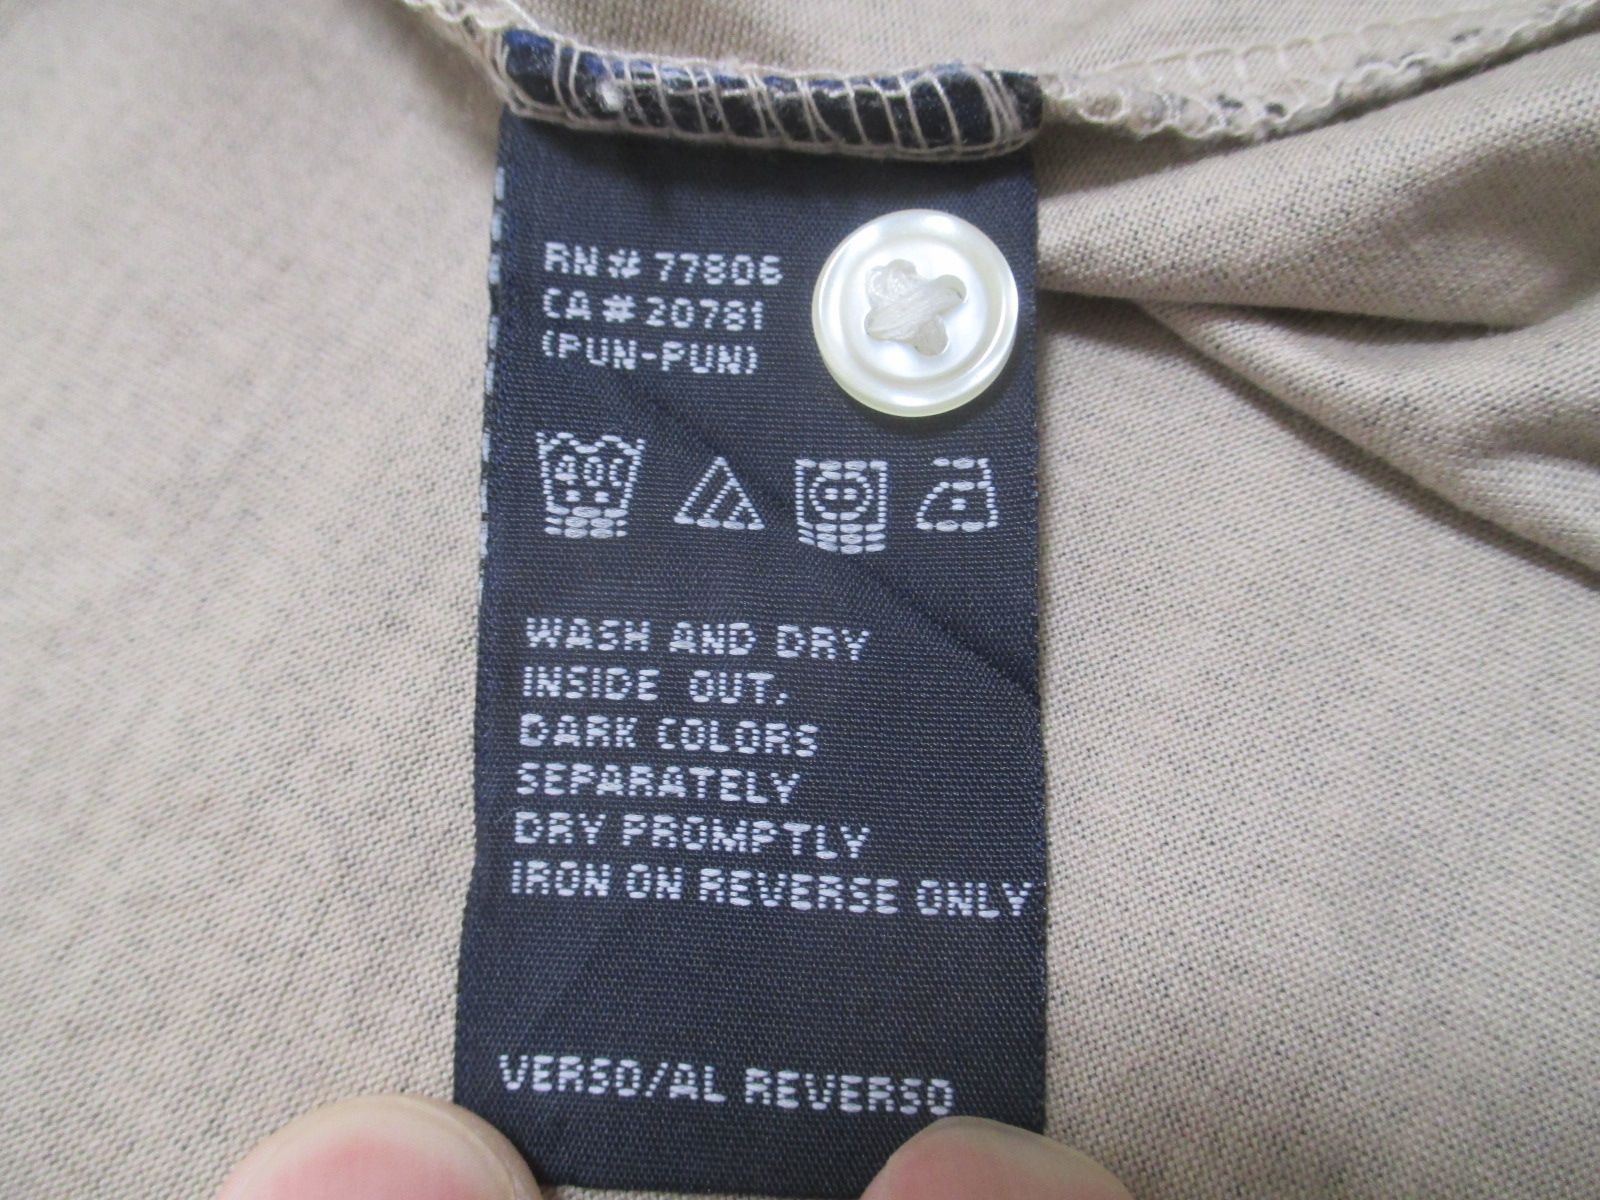 RN# 77806
CA#20781
(PUN-PUN)
40C
WASH AND DRY
INSIDE OUT.
DARK COLORS
SEPARATELY
DRY PROMPTLY
IRON ON REVERSE ONLY
VERSO/AL REVERSO